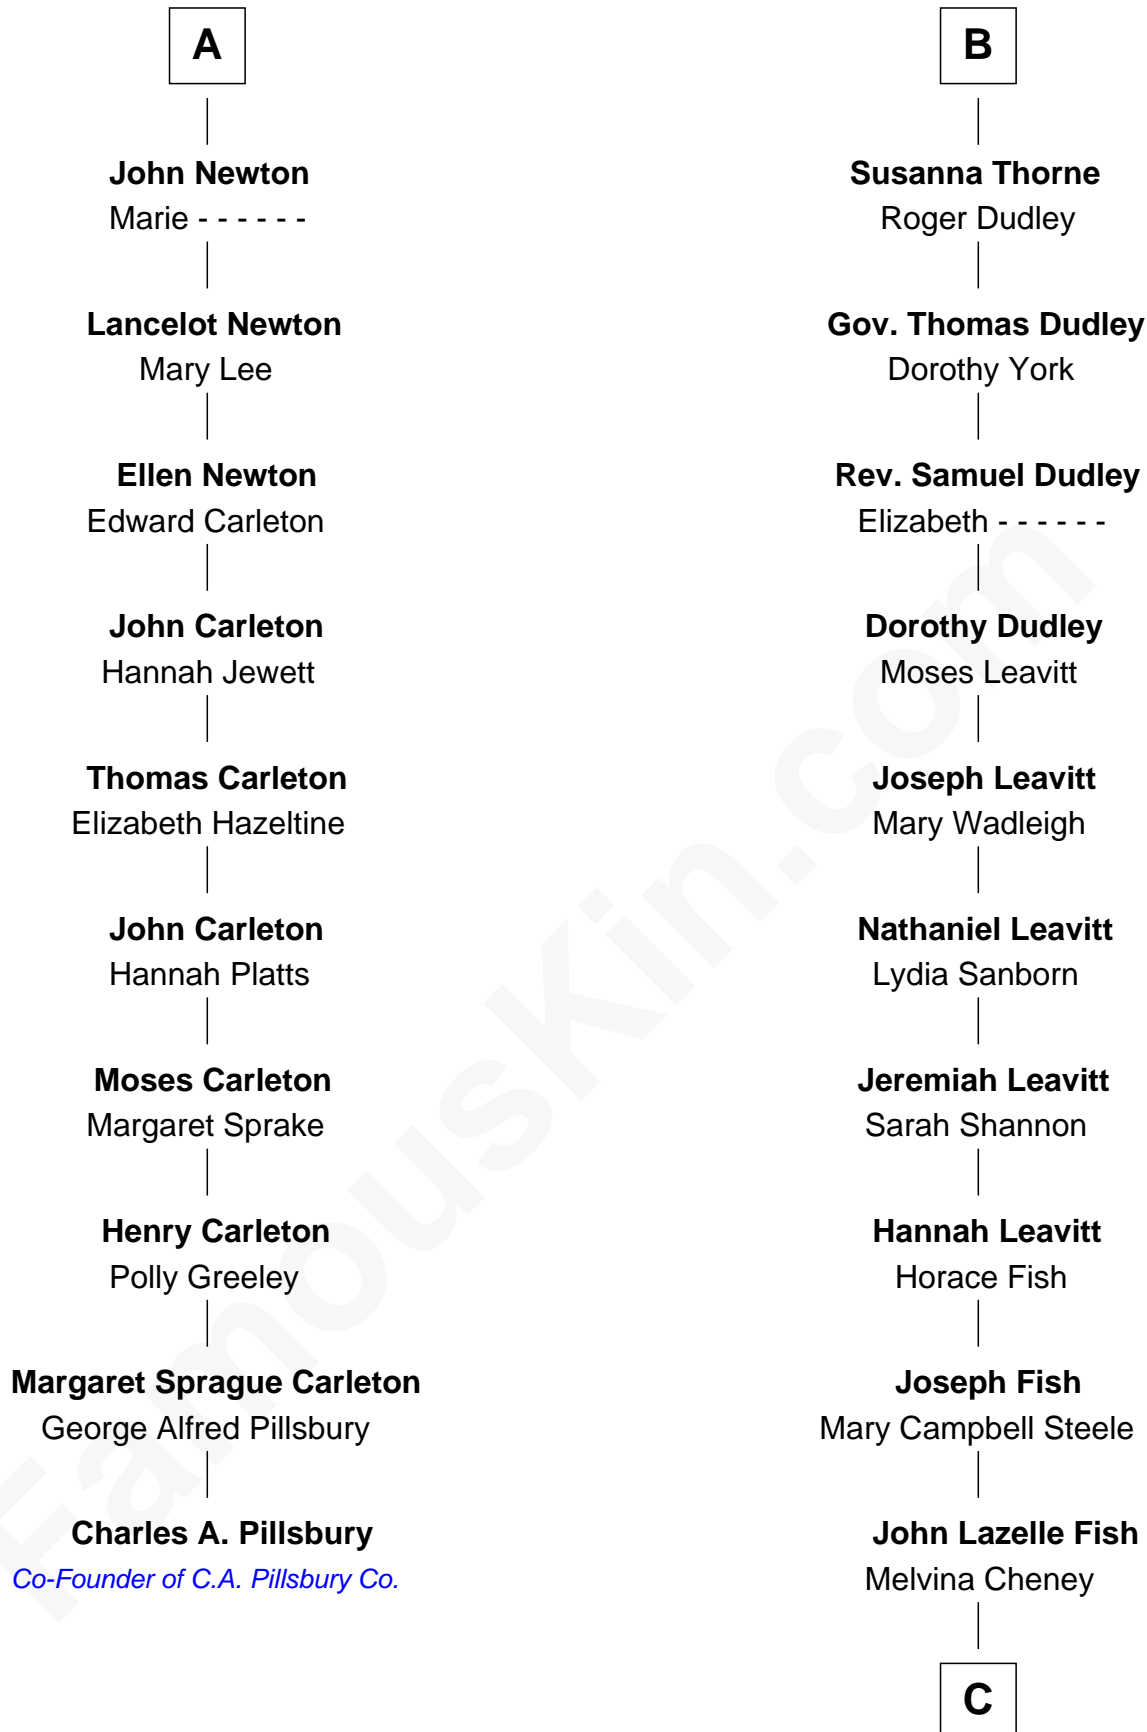 A
John Newton
Marie - - - - - -
Lancelot Newton
Mary Lee
Ellen Newton
Edward Carleton
John Carleton
Hannah Jewett
Thomas Carleton
Elizabeth Hazeltine
John Carleton
Hannah Platts
Moses Carleton
Margaret Sprake
Henry Carleton
Polly Greeley
Margaret Sprague Carleton
George Alfred Pillsbury
Charles A. Pillsbury
Co-Founder of C.A. Pillsbury Co.
B
Susanna Thorne
Roger Dudley
Gov. Thomas Dudley
Dorothy York
Rev. Samuel Dudley
Elizabeth - - - - - -
Dorothy Dudley
Moses Leavitt
Joseph Leavitt
Mary Wadleigh
Nathaniel Leavitt
Lydia Sanborn
Jeremiah Leavitt
Sarah Shannon
Hannah Leavitt
Horace Fish
Joseph Fish
Mary Campbell Steele
John Lazelle Fish
Melvina Cheney
C
FamousKin.com